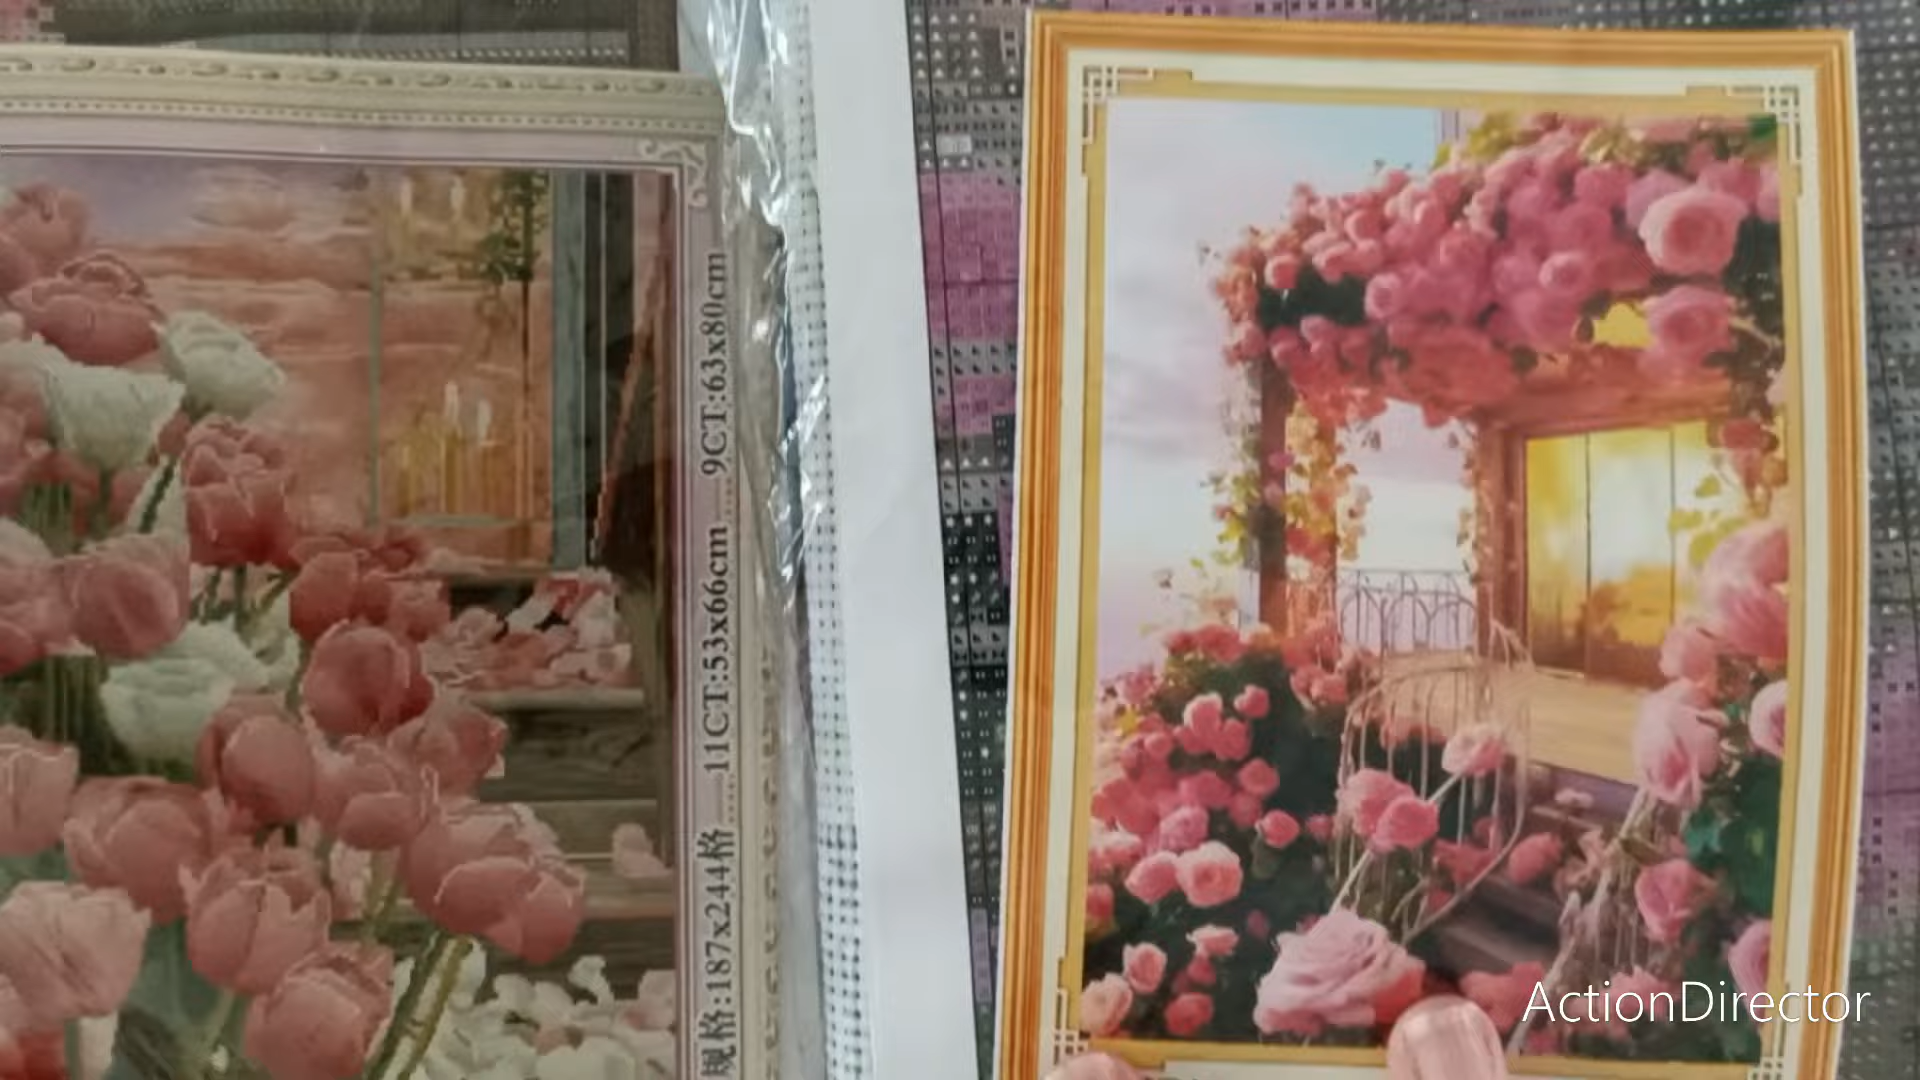 规格:187x244格......11CT:53x66cm......9CT:63x80cm
ActionDirector